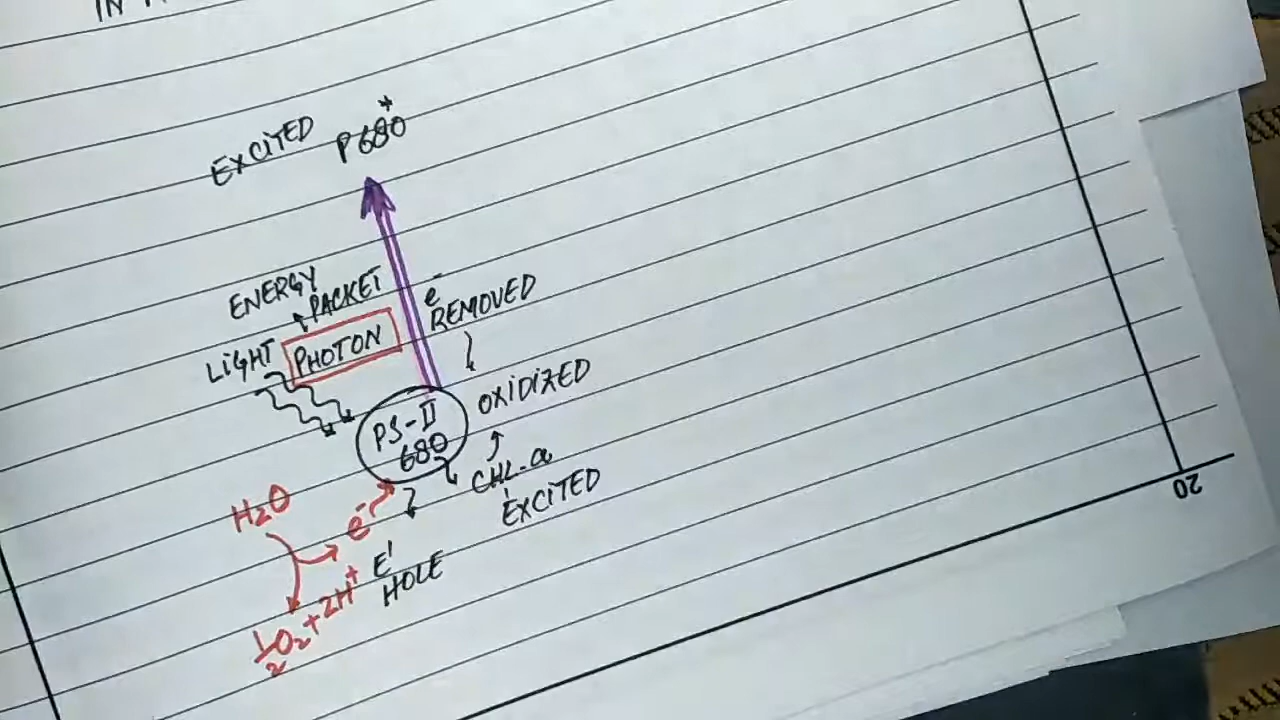 IN
EXCITED P680*
ENERGY
PACKET
LIGHT PHOTON
e⁻
REMOVED
OXIDIZED
PS-II
680
CHL-a
EXCITED
H₂O
e⁻
E'
HOLE
½O₂ + 2H⁺
20